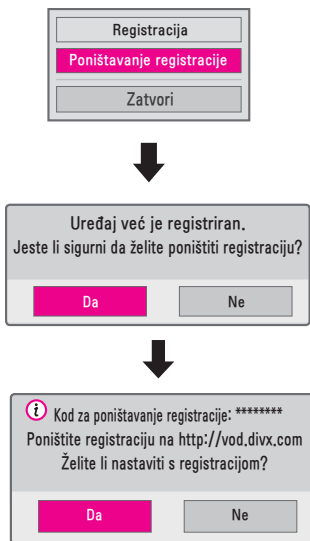 Registracija
Poništavanje registracije
Zatvori
Uređaj već je registriran.
Jeste li sigurni da želite poništiti registraciju?
Da Ne
Kod za poništavanje registracije: ********
Poništite registraciju na http://vod.divx.com
Želite li nastaviti s registracijom?
Da Ne